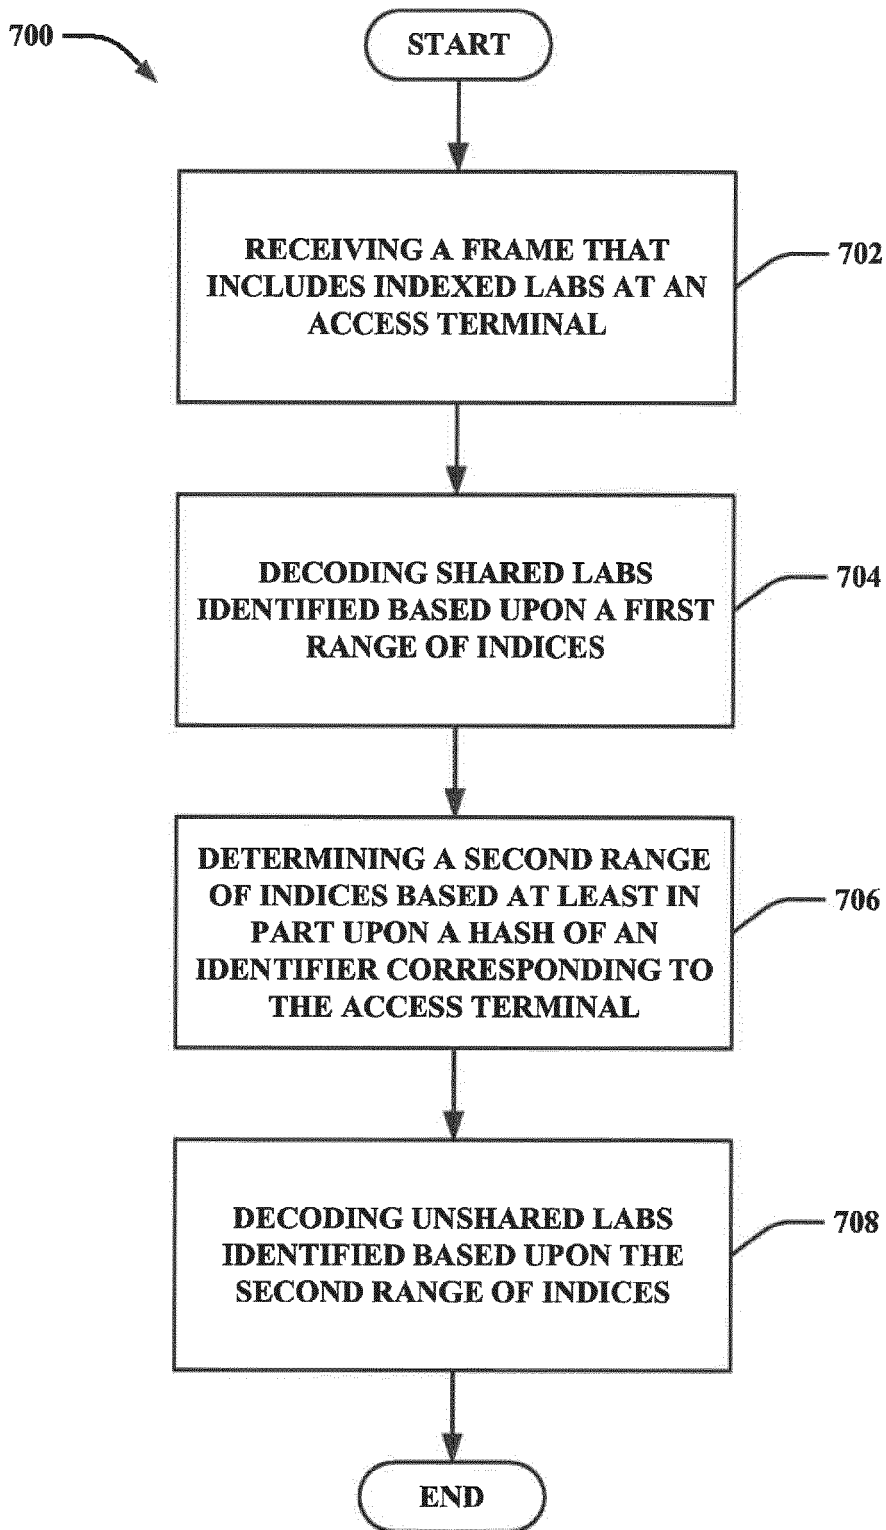 700
START
RECEIVING A FRAME THAT
INCLUDES INDEXED LABS AT AN
ACCESS TERMINAL
702
DECODING SHARED LABS
IDENTIFIED BASED UPON A FIRST
RANGE OF INDICES
704
DETERMINING A SECOND RANGE
OF INDICES BASED AT LEAST IN
PART UPON A HASH OF AN
IDENTIFIER CORRESPONDING TO
THE ACCESS TERMINAL
706
DECODING UNSHARED LABS
IDENTIFIED BASED UPON THE
SECOND RANGE OF INDICES
708
END